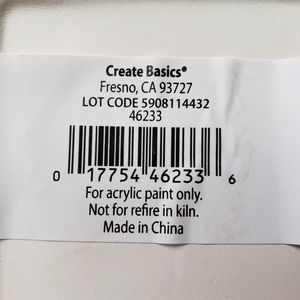 Create Basics®
Fresno, CA 93727
LOT CODE 5908114432
46233
0 17754 46233 6
For acrylic paint only.
Not for refire in kiln.
Made in China